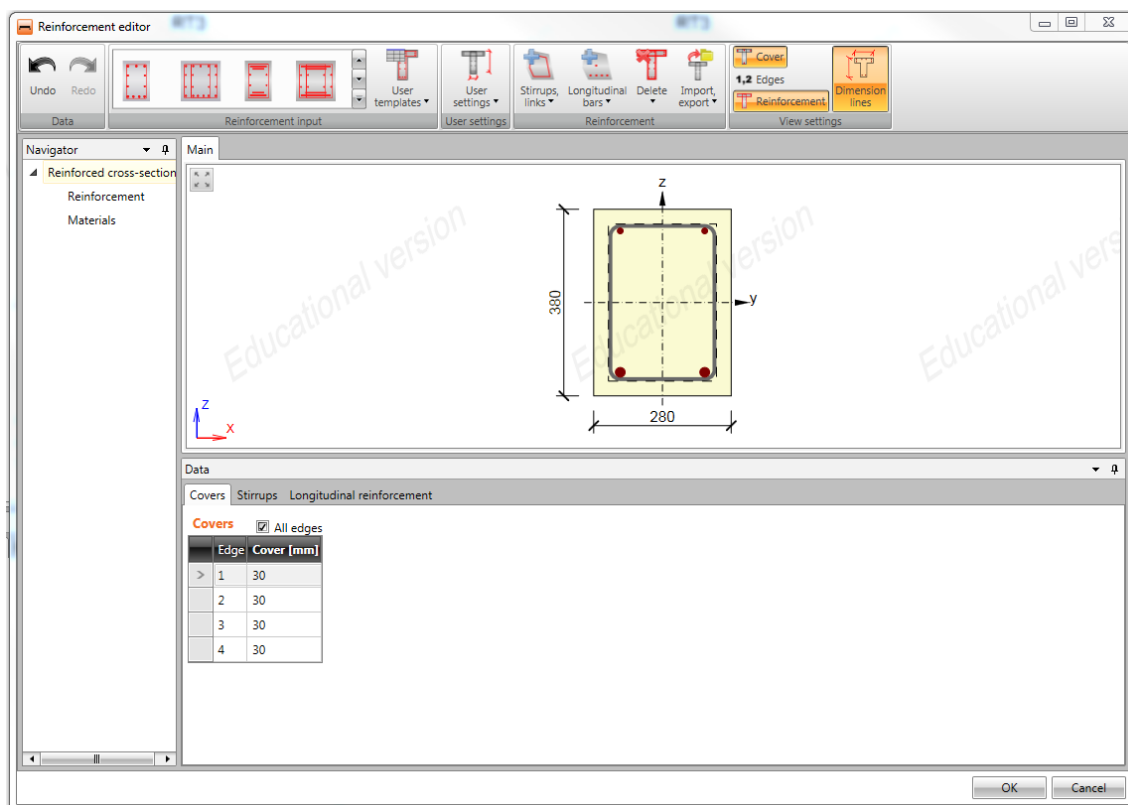 Reinforcement editor
RIT3
RIT3
Undo
Redo
Data
User templates
Reinforcement input
User settings
User settings
Stirrups, links
Longitudinal bars
Delete
Import, export
Reinforcement
Cover
1,2 Edges
Reinforcement
Dimension lines
View settings
Navigator
Reinforced cross-section
Reinforcement
Materials
Main
Educational version
Educational version
Educational vers
z
y
380
280
Z
X
Data
Covers Stirrups Longitudinal reinforcement
Covers All edges
Edge Cover [mm]
1 30
2 30
3 30
4 30
OK Cancel